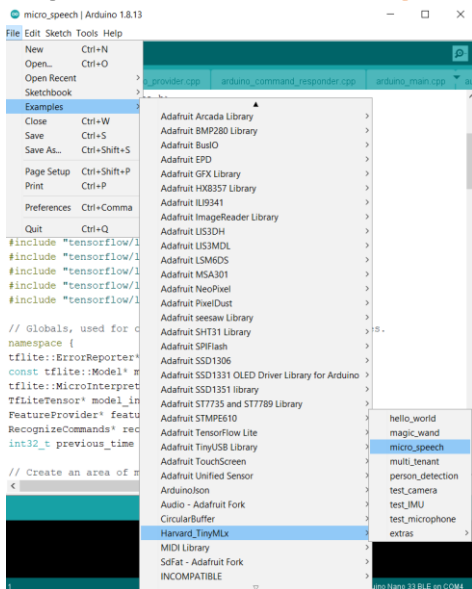 micro_speech | Arduino 1.8.13
File Edit Sketch Tools Help
New Ctrl+N
Open... Ctrl+O
Open Recent
Sketchbook
Examples
Close Ctrl+W
Save Ctrl+S
Save As... Ctrl+Shift+S
Page Setup Ctrl+Shift+P
Print Ctrl+P
Preferences Ctrl+Comma
Quit Ctrl+Q
o_provider.cpp arduino_command_responder.cpp arduino_main.cpp
Adafruit Arcada Library
Adafruit BMP280 Library
Adafruit BusIO
Adafruit EPD
Adafruit GFX Library
Adafruit HX8357 Library
Adafruit ILI9341
Adafruit ImageReader Library
Adafruit LIS3DH
Adafruit LIS3MDL
Adafruit LSM6DS
Adafruit MSA301
Adafruit NeoPixel
Adafruit PixelDust
Adafruit seesaw Library
Adafruit SHT31 Library
Adafruit SPIFlash
Adafruit SSD1306
Adafruit SSD1331 OLED Driver Library for Arduino
Adafruit SSD1351 library
Adafruit ST7735 and ST7789 Library
Adafruit STMPE610
Adafruit TensorFlow Lite
Adafruit TinyUSB Library
Adafruit TouchScreen
Adafruit Unified Sensor
ArduinoJson
Audio - Adafruit Fork
CircularBuffer
Harvard_TinyMLx
MIDI Library
SdFat - Adafruit Fork
INCOMPATIBLE
hello_world
magic_wand
micro_speech
multi_tenant
person_detection
test_camera
test_IMU
test_microphone
extras
#include "tensorflow/l
#include "tensorflow/l
#include "tensorflow/l
#include "tensorflow/l
#include "tensorflow/l
// Globals, used for c
s.
namespace {
tflite::ErrorReporter*
const tflite::Model* m
tflite::MicroInterpret
TfLiteTensor* model_in
FeatureProvider* featu
RecognizeCommands* rec
int32_t previous_time
// Create an area of m
1
uino Nano 33 BLE on COM4